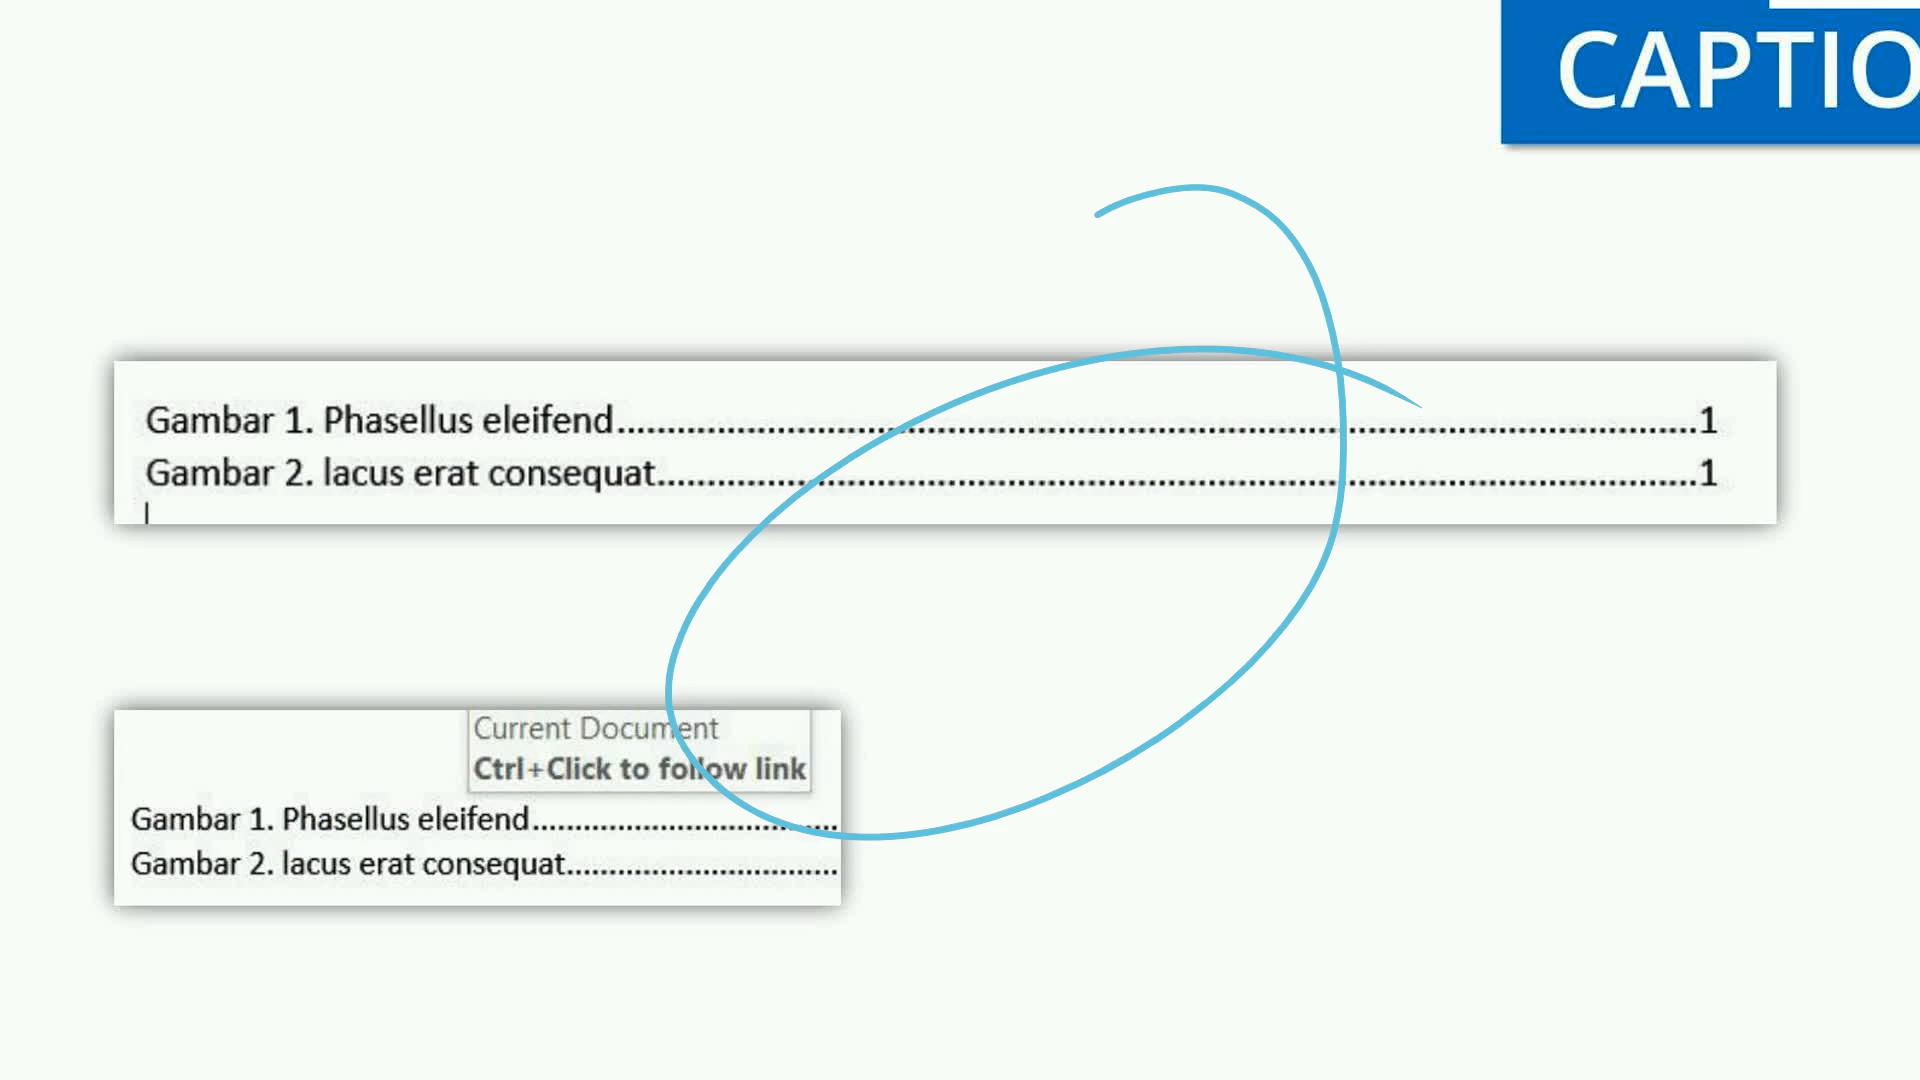 CAPTIO
Gambar 1. Phasellus eleifend..........................................................................................................................1
Gambar 2. lacus erat consequat.....................................................................................................................1
Current Document
Ctrl+Click to follow link
Gambar 1. Phasellus eleifend....................................
Gambar 2. lacus erat consequat................................